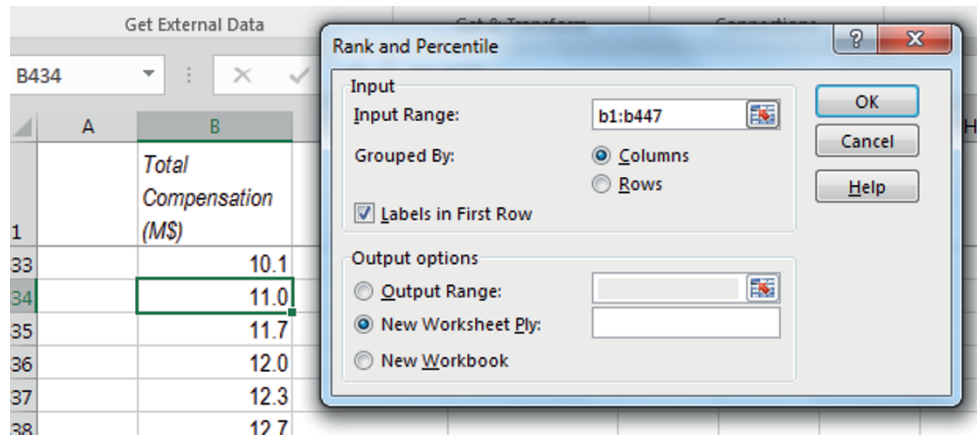 Get External Data
B434
A
B
H
1
Total
Compensation
(M$)
33
10.1
34
11.0
35
11.7
36
12.0
37
12.3
38
12.7
Rank and Percentile
?
Input
Input Range:
b1:b447
Grouped By:
Columns
Rows
Labels in First Row
Output options
Output Range:
New Worksheet Ply:
New Workbook
OK
Cancel
Help